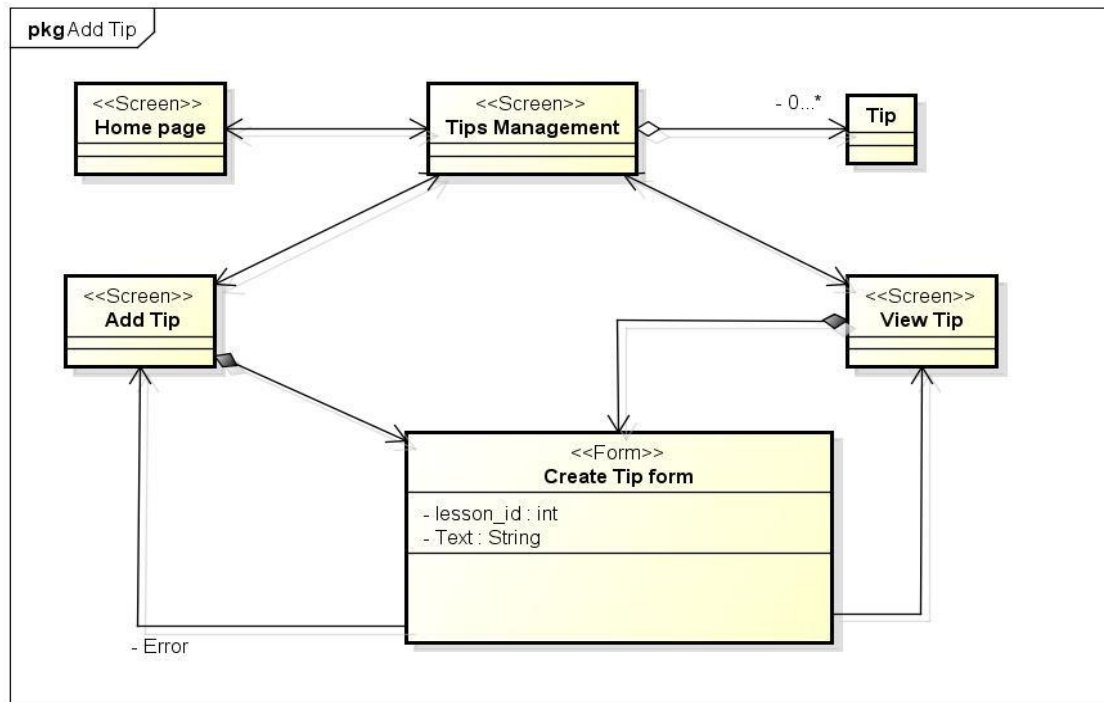 pkg Add Tip
<<Screen>>
Home page
<<Screen>>
Tips Management
- 0...*
Tip
<<Screen>>
Add Tip
<<Screen>>
View Tip
<<Form>>
Create Tip form
- lesson_id : int
- Text : String
- Error